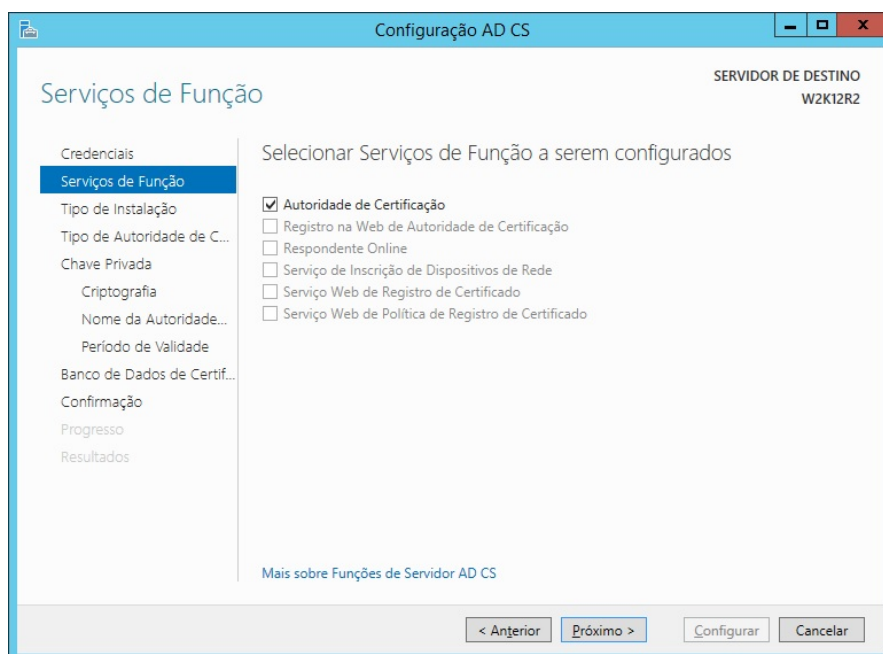 Configuração AD CS
Serviços de Função
SERVIDOR DE DESTINO
W2K12R2
Credenciais
Serviços de Função
Tipo de Instalação
Tipo de Autoridade de C...
Chave Privada
Criptografia
Nome da Autoridade...
Período de Validade
Banco de Dados de Certif...
Confirmação
Progresso
Resultados
Selecionar Serviços de Função a serem configurados
Autoridade de Certificação
Registro na Web de Autoridade de Certificação
Respondente Online
Serviço de Inscrição de Dispositivos de Rede
Serviço Web de Registro de Certificado
Serviço Web de Política de Registro de Certificado
Mais sobre Funções de Servidor AD CS
< Anterior
Próximo >
Configurar
Cancelar